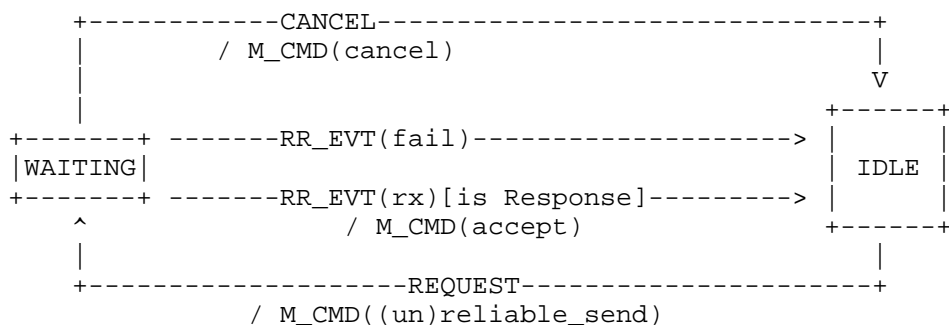 CANCEL
/ M_CMD(cancel)
RR_EVT(fail)
WAITING
IDLE
RR_EVT(rx)[is Response]
/ M_CMD(accept)
REQUEST
/ M_CMD((un)reliable_send)